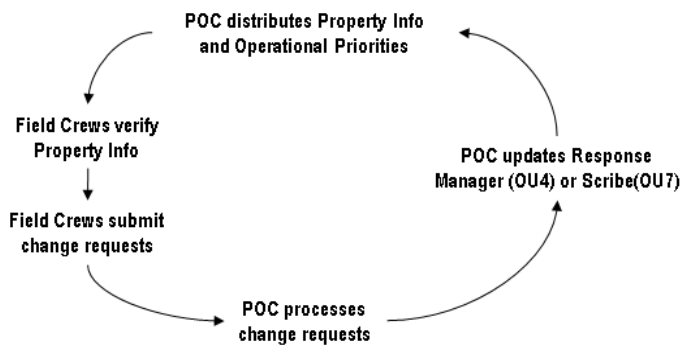 POC distributes Property Info
and Operational Priorities
Field Crews verify
Property Info
Field Crews submit
change requests
POC processes
change requests
POC updates Response
Manager (OU4) or Scribe(OU7)